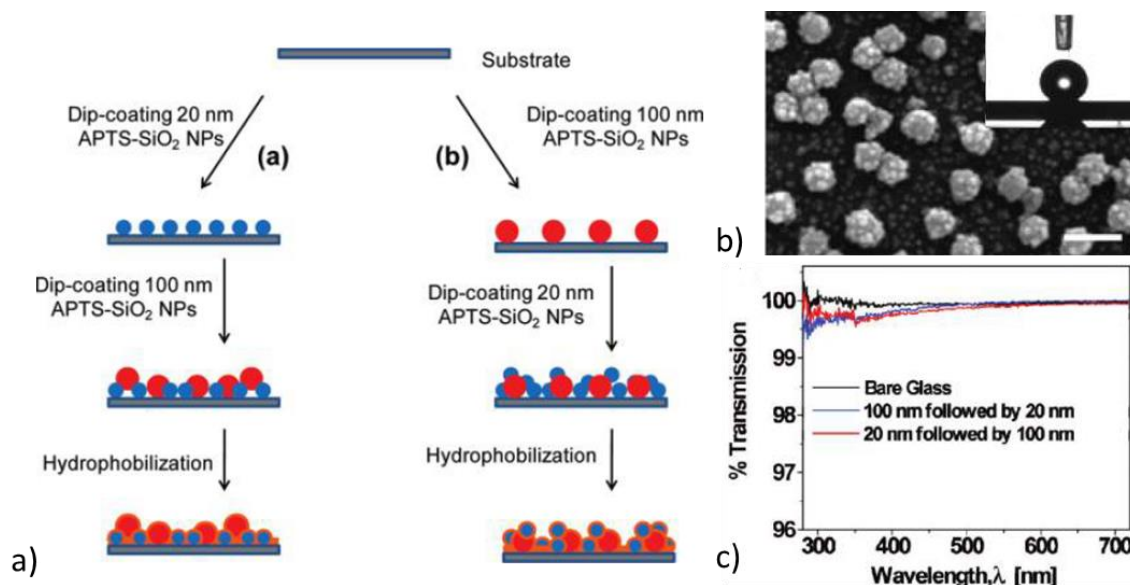 Substrate
Dip-coating 20 nm
APTS-SiO₂ NPs
(a)
Dip-coating 100 nm
APTS-SiO₂ NPs
(b)
Dip-coating 100 nm
APTS-SiO₂ NPs
Dip-coating 20 nm
APTS-SiO₂ NPs
Hydrophobilization
Hydrophobilization
a)
b)
100
99
98
97
96
% Transmission
Bare Glass
100 nm followed by 20 nm
20 nm followed by 100 nm
300 400 500 600 700
Wavelength,λ [nm]
c)